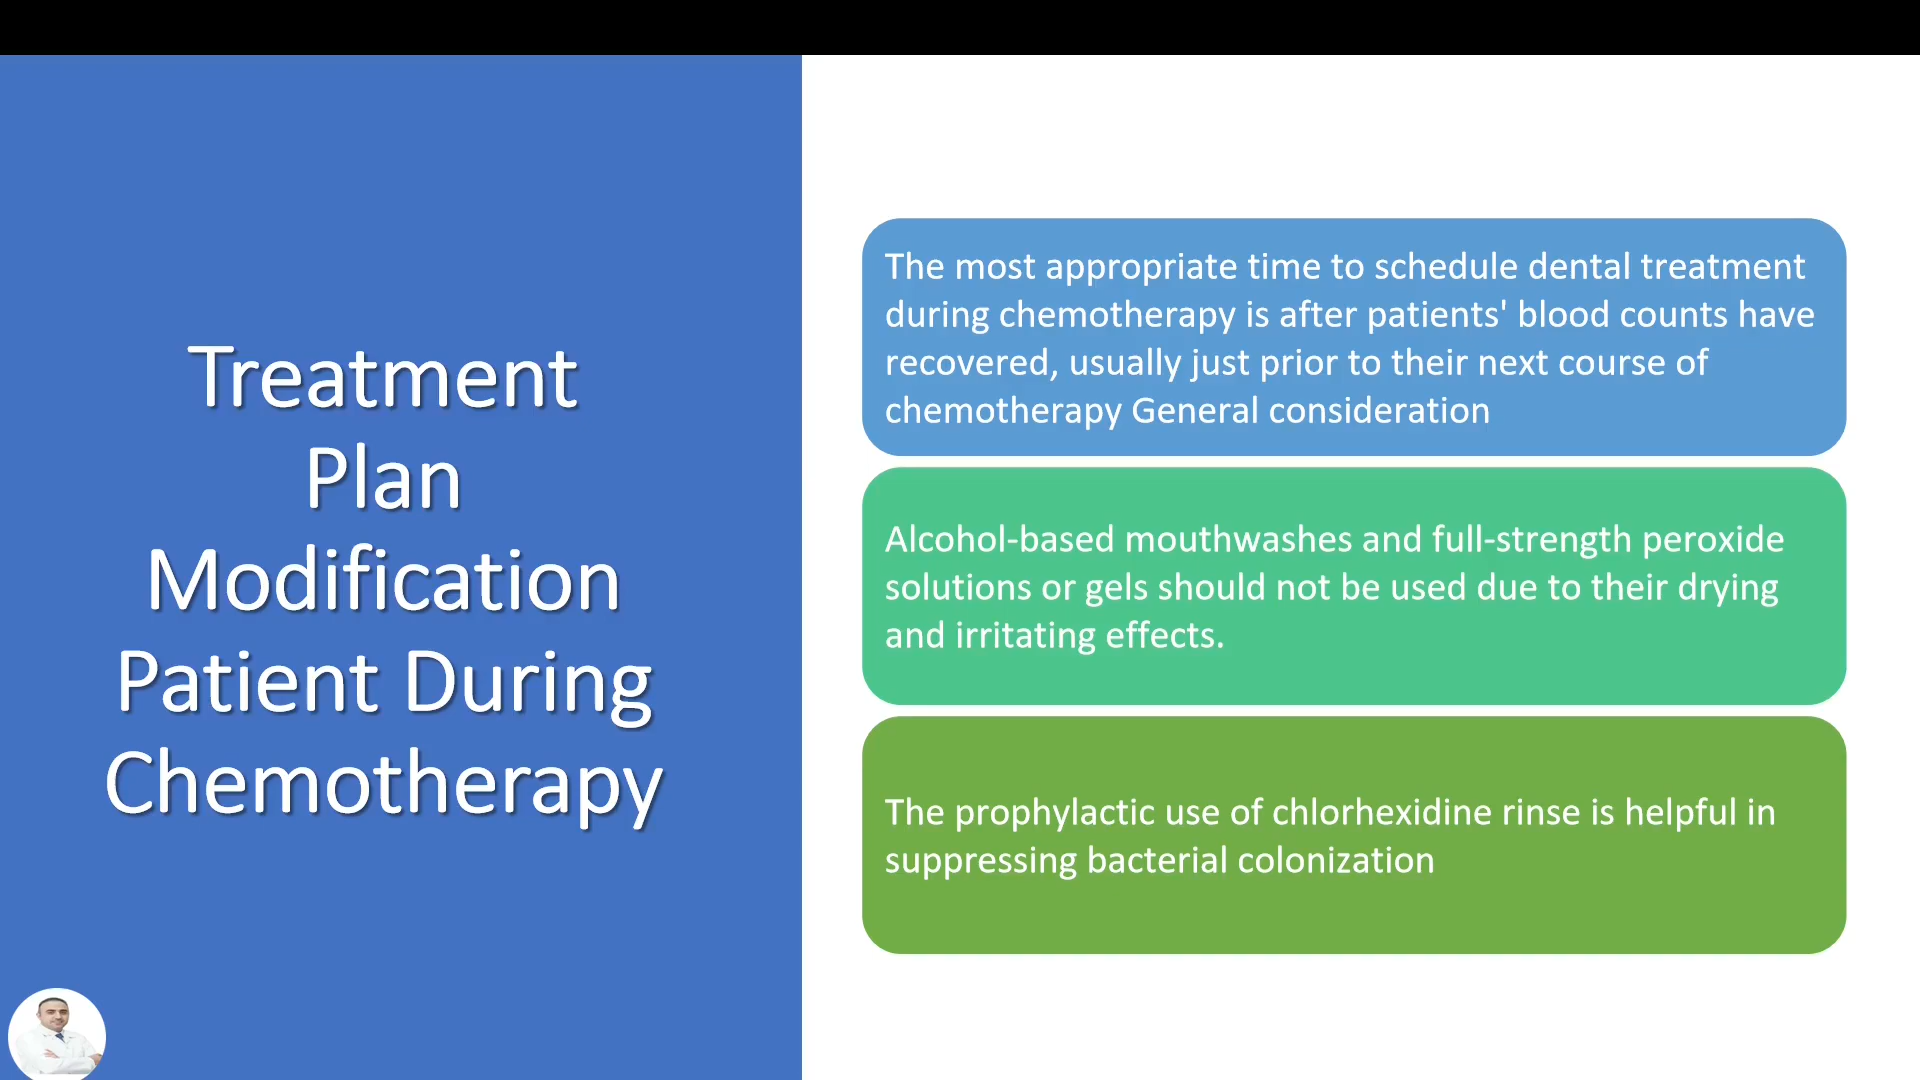 Treatment
Plan
Modification
Patient During
Chemotherapy
The most appropriate time to schedule dental treatment
during chemotherapy is after patients' blood counts have
recovered, usually just prior to their next course of
chemotherapy General consideration
Alcohol-based mouthwashes and full-strength peroxide
solutions or gels should not be used due to their drying
and irritating effects.
The prophylactic use of chlorhexidine rinse is helpful in
suppressing bacterial colonization